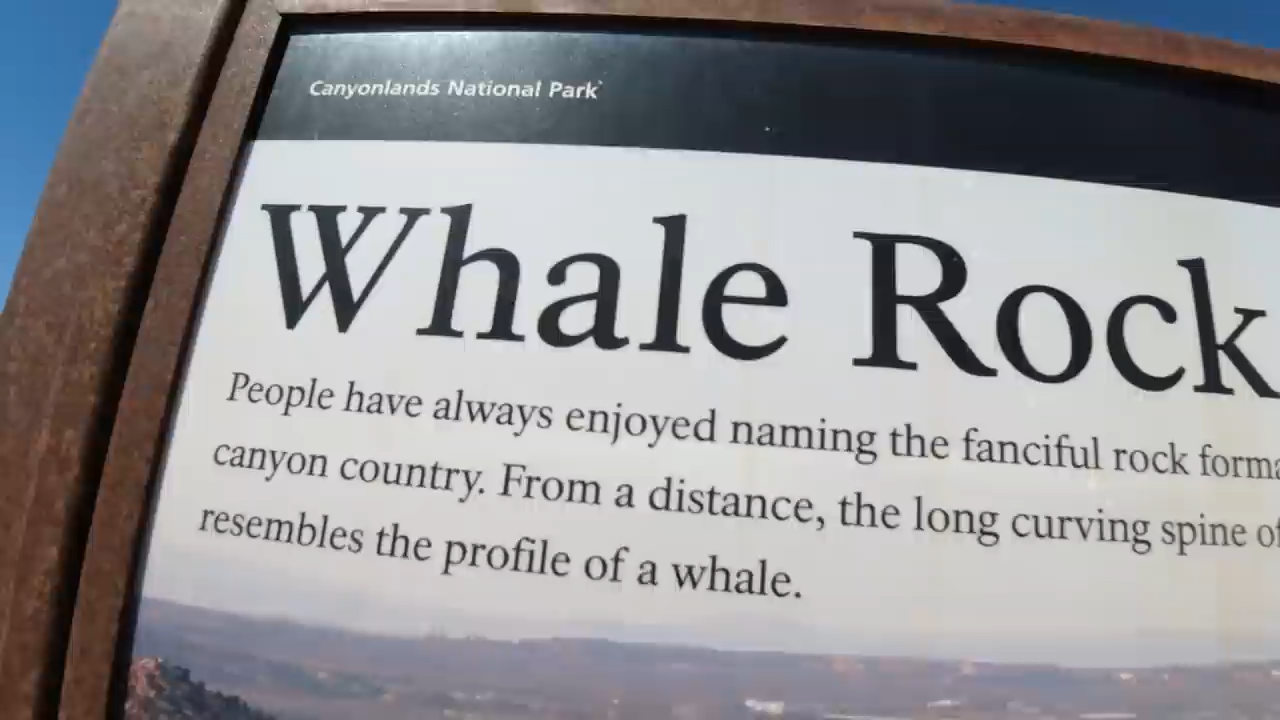 Canyonlands National Park
Whale Rock
People have always enjoyed naming the fanciful rock
canyon country. From a distance, the long curving spine
resembles the profile of a whale.